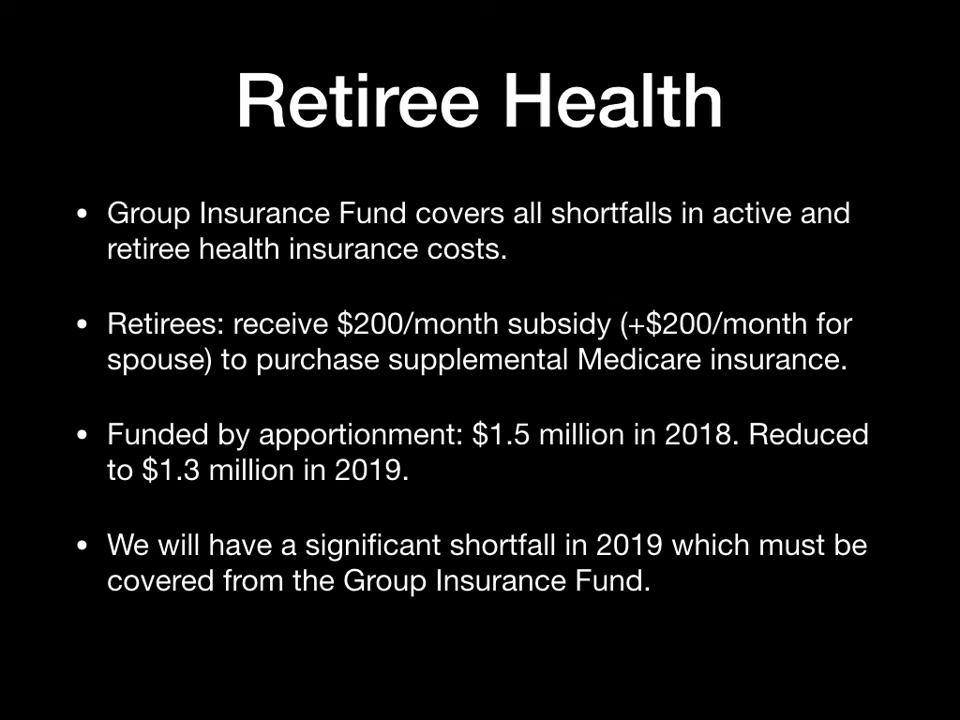 Retiree Health
• Group Insurance Fund covers all shortfalls in active and
retiree health insurance costs.
• Retirees: receive $200/month subsidy (+$200/month for
spouse) to purchase supplemental Medicare insurance.
• Funded by apportionment: $1.5 million in 2018. Reduced
to $1.3 million in 2019.
• We will have a significant shortfall in 2019 which must be
covered from the Group Insurance Fund.